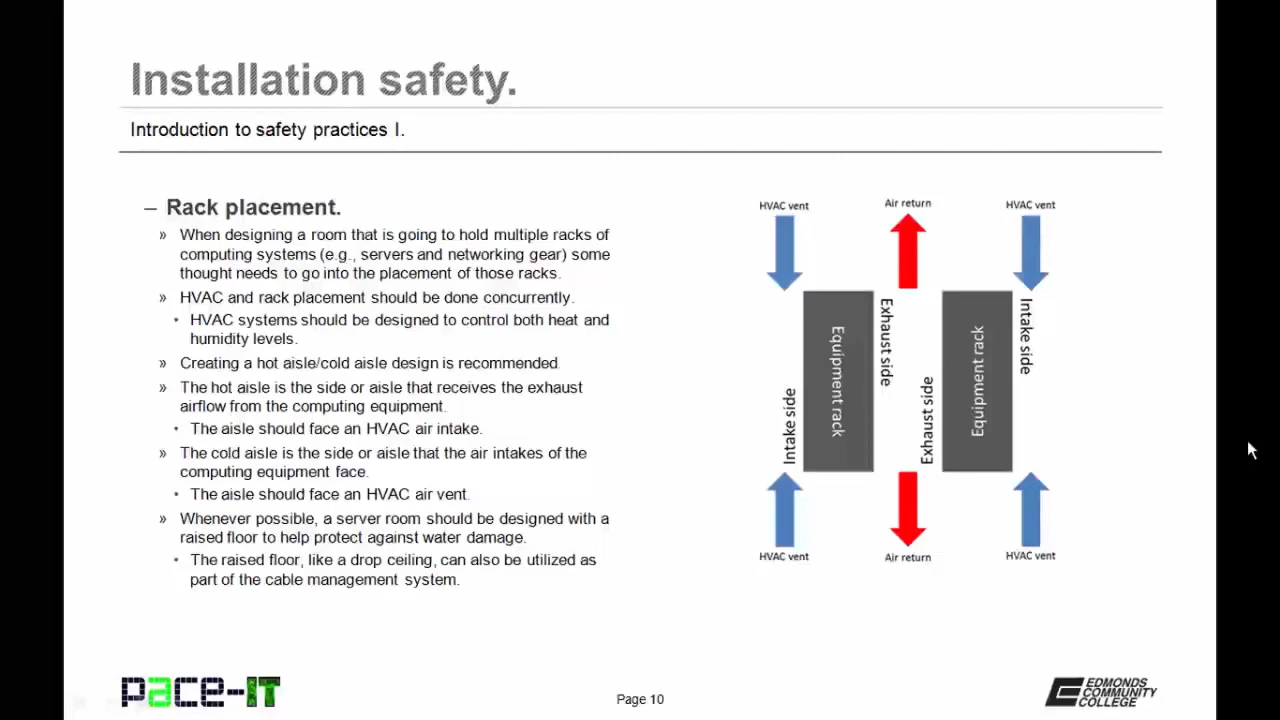 Installation safety.
Introduction to safety practices I.
– Rack placement.
» When designing a room that is going to hold multiple racks of
computing systems (e.g., servers and networking gear) some
thought needs to go into the placement of those racks.
» HVAC and rack placement should be done concurrently.
• HVAC systems should be designed to control both heat and
humidity levels.
» Creating a hot aisle/cold aisle design is recommended.
» The hot aisle is the side or aisle that receives the exhaust
airflow from the computing equipment.
• The aisle should face an HVAC air intake.
» The cold aisle is the side or aisle that the air intakes of the
computing equipment face.
• The aisle should face an HVAC air vent.
» Whenever possible, a server room should be designed with a
raised floor to help protect against water damage.
• The raised floor, like a drop ceiling, can also be utilized as
part of the cable management system.
HVAC vent
Air return
HVAC vent
Intake side
Equipment rack
Exhaust side
Exhaust side
Equipment rack
Intake side
HVAC vent
Air return
HVAC vent
pace-IT
Page 10
EDMONDS
COMMUNITY
COLLEGE